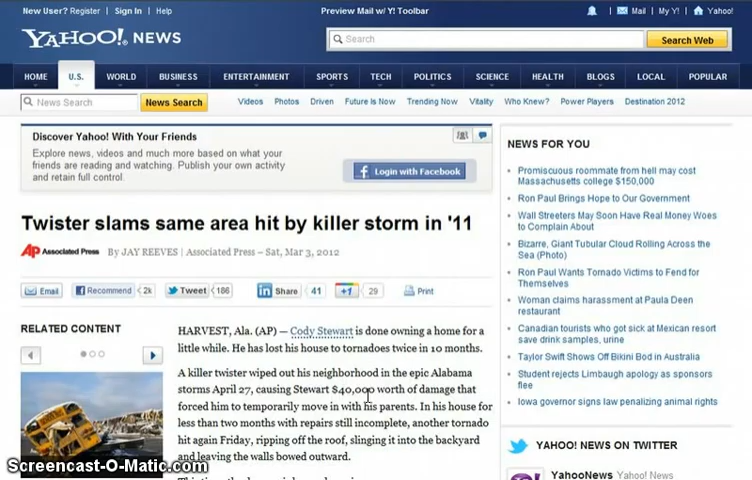 New User? Register | Sign In | Help
Preview Mail w/ Y! Toolbar
Mail | My Y! | Yahoo!
YAHOO! NEWS
Search
Search Web
HOME U.S. WORLD BUSINESS ENTERTAINMENT SPORTS TECH POLITICS SCIENCE HEALTH BLOGS LOCAL POPULAR
Search News
News Search
Videos Photos Driven Future Is Now Trending Now Vitality Who Knew? Power Players Destination 2012
Discover Yahoo! With Your Friends
Explore news, videos and much more based on what your
friends are reading and watching. Publish your own activity
and retain full control.
f Login with Facebook
Twister slams same area hit by killer storm in '11
AP Associated Press By JAY REEVES | Associated Press – Sat, Mar 3, 2012
Email Recommend 2k Tweet 186 in Share 41 +1 29 Print
RELATED CONTENT
HARVEST, Ala. (AP) — Cody Stewart is done owning a home for a
little while. He has lost his house to tornadoes twice in 10 months.
A killer twister wiped out his neighborhood in the epic Alabama
storms April 27, causing Stewart $40,000 worth of damage that
forced him to temporarily move in with his parents. In his house for
less than two months with repairs still incomplete, another tornado
hit again Friday, ripping off the roof, slinging it into the backyard
and leaving the walls bowed outward.
NEWS FOR YOU
Promiscuous roommate from hell may cost
Massachusetts college $150,000
Ron Paul Brings Hope to Our Government
Wall Streeters May Soon Have Real Money Woes
to Complain About
Bizarre, Giant Tubular Cloud Rolling Across the
Sea (Photo)
Ron Paul Wants Tornado Victims to Fend for
Themselves
Woman claims harassment at Paula Deen
restaurant
Canadian tourists who got sick at Mexican resort
save drink samples, urine
Taylor Swift Shows Off Bikini Bod in Australia
Student rejects Limbaugh apology as sponsors
flee
Iowa governor signs law penalizing animal rights
YAHOO! NEWS ON TWITTER
YahooNews Yahoo! News
Screencast-O-Matic.com